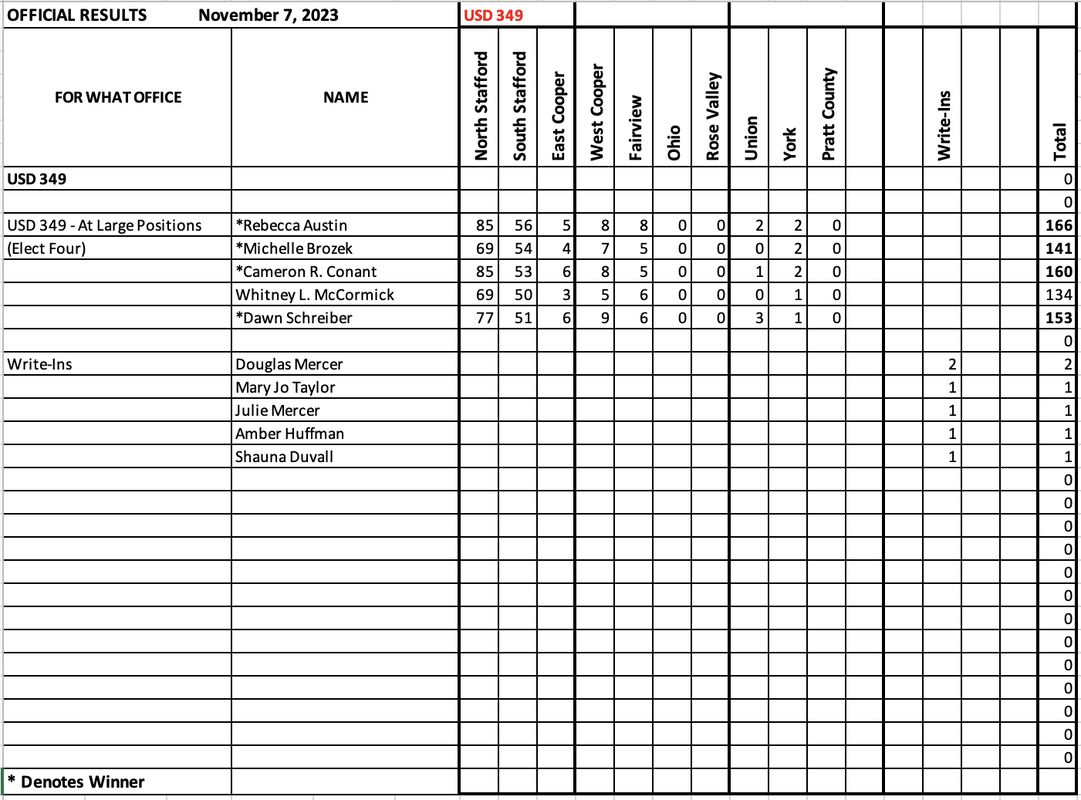 OFFICIAL RESULTS November 7, 2023 USD 349
FOR WHAT OFFICE NAME North Stafford South Stafford East Cooper West Cooper Fairview Ohio Rose Valley Union York Pratt County Write-Ins Total
USD 349 0
0
USD 349 - At Large Positions *Rebecca Austin 85 56 5 8 8 0 0 2 2 0 166
(Elect Four) *Michelle Brozek 69 54 4 7 5 0 0 0 2 0 141
*Cameron R. Conant 85 53 6 8 5 0 0 1 2 0 160
Whitney L. McCormick 69 50 3 5 6 0 0 0 1 0 134
*Dawn Schreiber 77 51 6 9 6 0 0 3 1 0 153
0
Write-Ins Douglas Mercer 2 2
Mary Jo Taylor 1 1
Julie Mercer 1 1
Amber Huffman 1 1
Shauna Duvall 1 1
0
0
0
0
0
0
0
0
0
0
0
0
0
* Denotes Winner